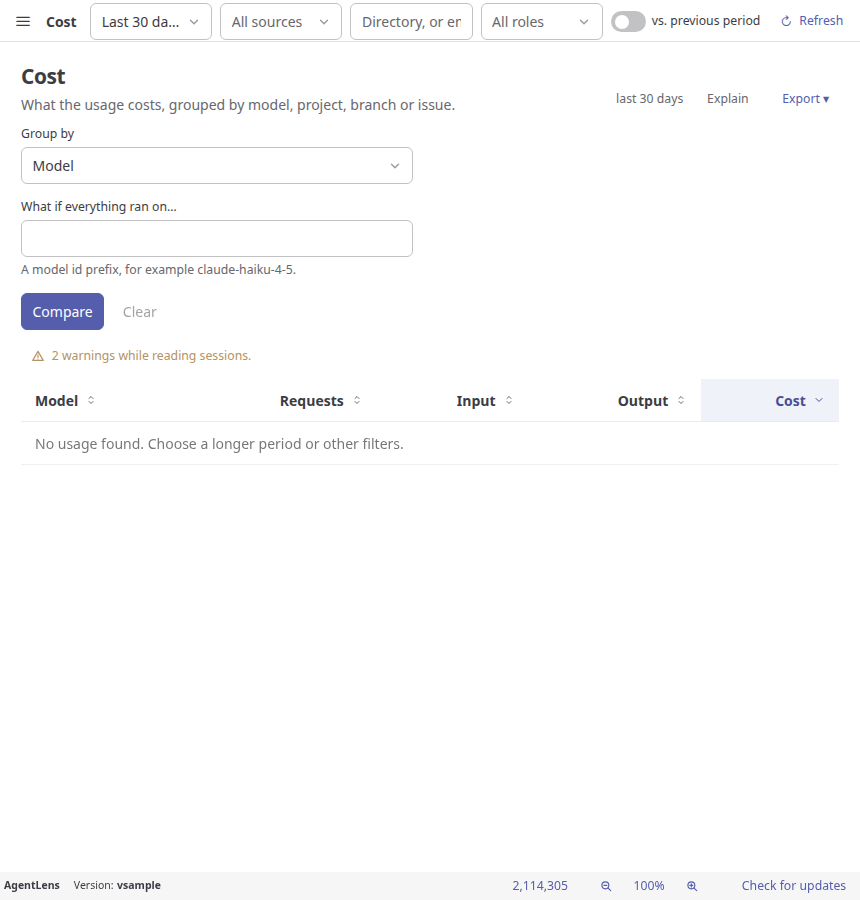 Cost
Last 30 da...
All sources
Directory, or en
All roles
vs. previous period
Refresh
Cost
What the usage costs, grouped by model, project, branch or issue.
last 30 days
Explain
Export ▾
Group by
Model
What if everything ran on...
A model id prefix, for example claude-haiku-4-5.
Compare
Clear
2 warnings while reading sessions.
Model
Requests
Input
Output
Cost
No usage found. Choose a longer period or other filters.
AgentLens
Version: vsample
2,114,305
100%
Check for updates